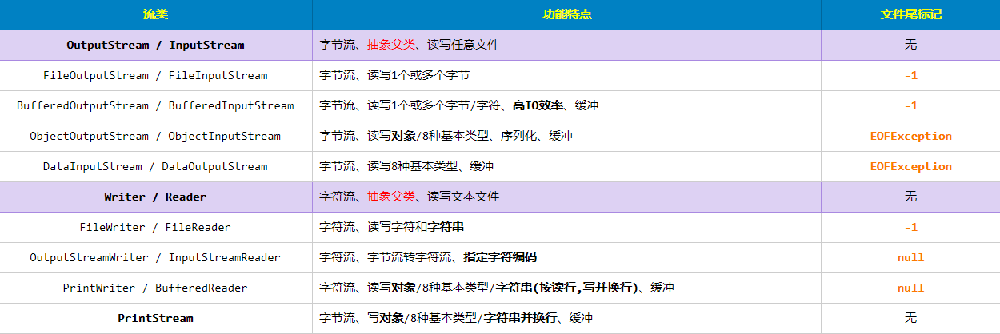 流类 功能特点 文件尾标记
OutputStream / InputStream 字节流、抽象父类、读写任意文件 无
FileOutputStream / FileInputStream 字节流、读写1个或多个字节 -1
BufferedOutputStream / BufferedInputStream 字节流、读写1个或多个字节/字符、高IO效率、缓冲 -1
ObjectOutputStream / ObjectInputStream 字节流、读写对象/8种基本类型、序列化、缓冲 EOFException
DataInputStream / DataOutputStream 字节流、读写8种基本类型、缓冲 EOFException
Writer / Reader 字符流、抽象父类、读写文本文件 无
FileWriter / FileReader 字符流、读写字符和字符串 -1
OutputStreamWriter / InputStreamReader 字符流、字节流转字符流、指定字符编码 null
PrintWriter / BufferedReader 字符流、读写对象/8种基本类型/字符串(按读行,写并换行)、缓冲 null
PrintStream 字节流、写对象/8种基本类型/字符串并换行、缓冲 无